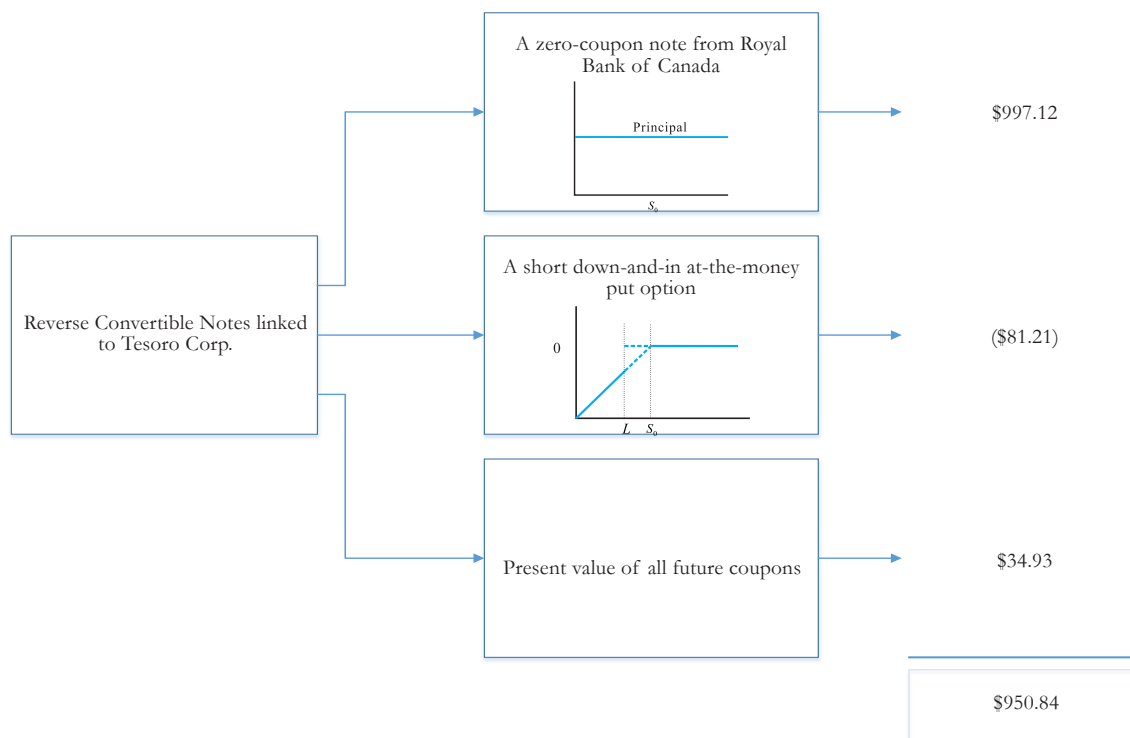 A zero-coupon note from Royal
Bank of Canada
Principal
S₀
$997.12
Reverse Convertible Notes linked
to Tesoro Corp.
A short down-and-in at-the-money
put option
0
L S₀
($81.21)
Present value of all future coupons
$34.93
$950.84